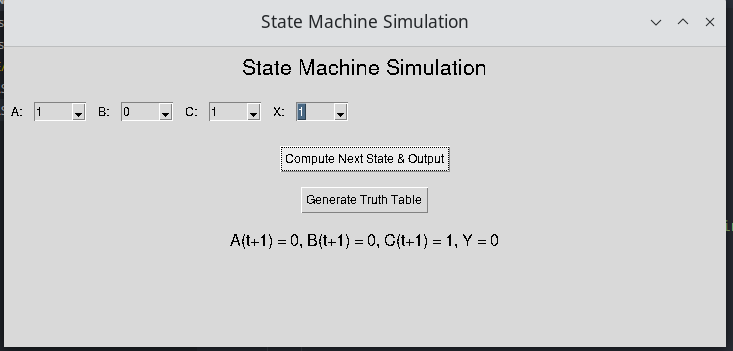 State Machine Simulation
State Machine Simulation
A: 1 B: 0 C: 1 X: 1
Compute Next State & Output
Generate Truth Table
A(t+1) = 0, B(t+1) = 0, C(t+1) = 1, Y = 0